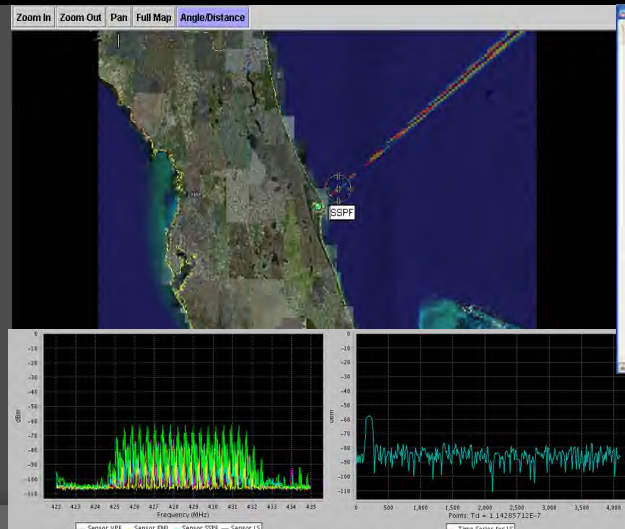 Zoom In Zoom Out Pan Full Map Angle/Distance
SSPF
0
-10
-20
-30
-40
-50
-60
-70
-80
-90
-100
-110
dBm
422 423 424 425 426 427 428 429 430 431 432 433 434 435
Frequency (MHz)
Sensor VPF Sensor EML Sensor SSPF Sensor LS
0
-10
-20
-30
-40
-50
-60
-70
-80
-90
-100
-110
dBm
0 500 1,000 1,500 2,000 2,500 3,000 3,500 4,000
Points: Td = 1.14285712E-7
Time Series for LS